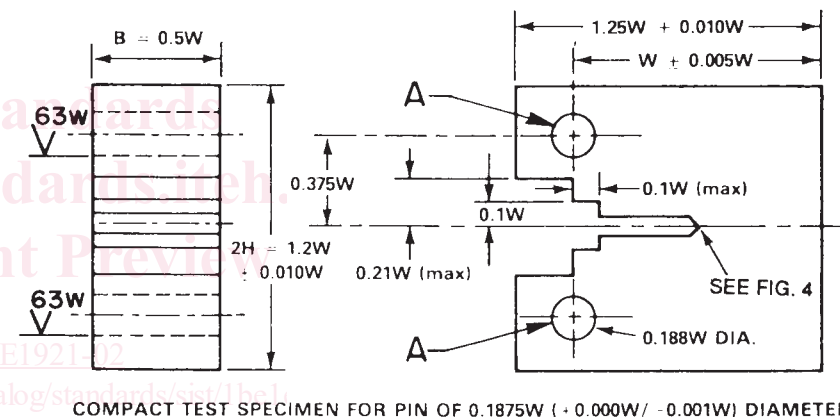 1.25W + 0.010W
B = 0.5W
W ± 0.005W
A
63W
0.375W
0.1W (max)
0.1W
2H = 1.2W
± 0.010W
0.21W (max)
SEE FIG. 4
63W
0.188W DIA.
A
E1921-02
COMPACT TEST SPECIMEN FOR PIN OF 0.1875W (+0.000W/ -0.001W) DIAMETER